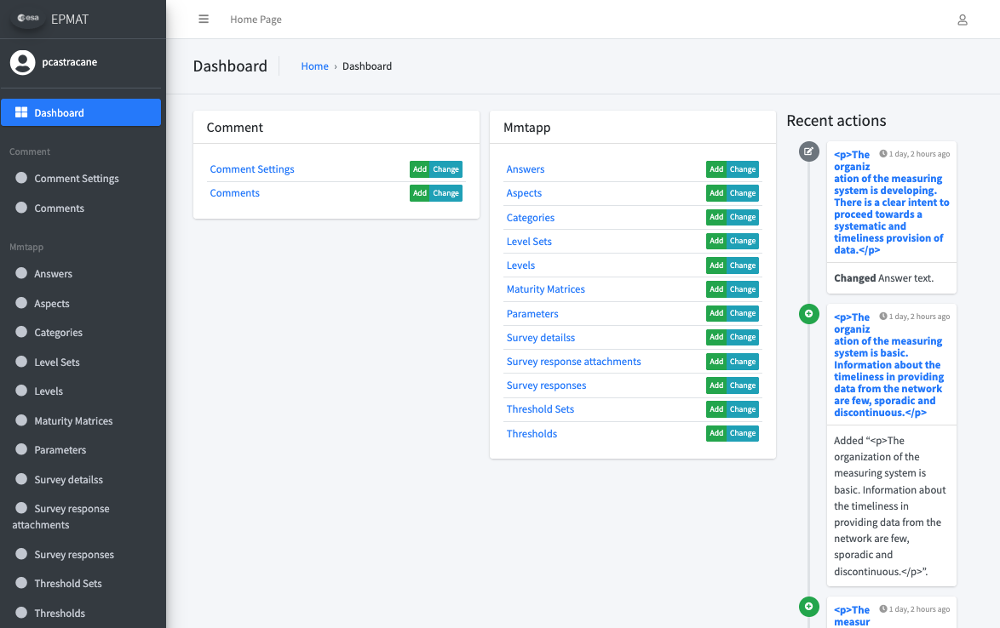 esa EPMAT
pcastracane
Dashboard
Comment
Comment Settings
Comments
Mmtapp
Answers
Aspects
Categories
Level Sets
Levels
Maturity Matrices
Parameters
Survey detailss
Survey response
attachments
Survey responses
Threshold Sets
Thresholds
Home Page
Dashboard
Home › Dashboard
Comment
Comment Settings Add Change
Comments Add Change
Mmtapp
Answers Add Change
Aspects Add Change
Categories Add Change
Level Sets Add Change
Levels Add Change
Maturity Matrices Add Change
Parameters Add Change
Survey detailss Add Change
Survey response attachments Add Change
Survey responses Add Change
Threshold Sets Add Change
Thresholds Add Change
Recent actions
<p>The 1 day, 2 hours ago
organiz
ation of the measuring
system is developing.
There is a clear intent to
proceed towards a
systematic and
timeliness provision of
data.</p>
Changed Answer text.
<p>The 1 day, 2 hours ago
organiz
ation of the measuring
system is basic.
Information about the
timeliness in providing
data from the network
are few, sporadic and
discontinuous.</p>
Added “<p>The
organization of the
measuring system is
basic. Information about
the timeliness in
providing data from the
network are few,
sporadic and
discontinuous.</p>”.
<p>The 1 day, 2 hours ago
measur